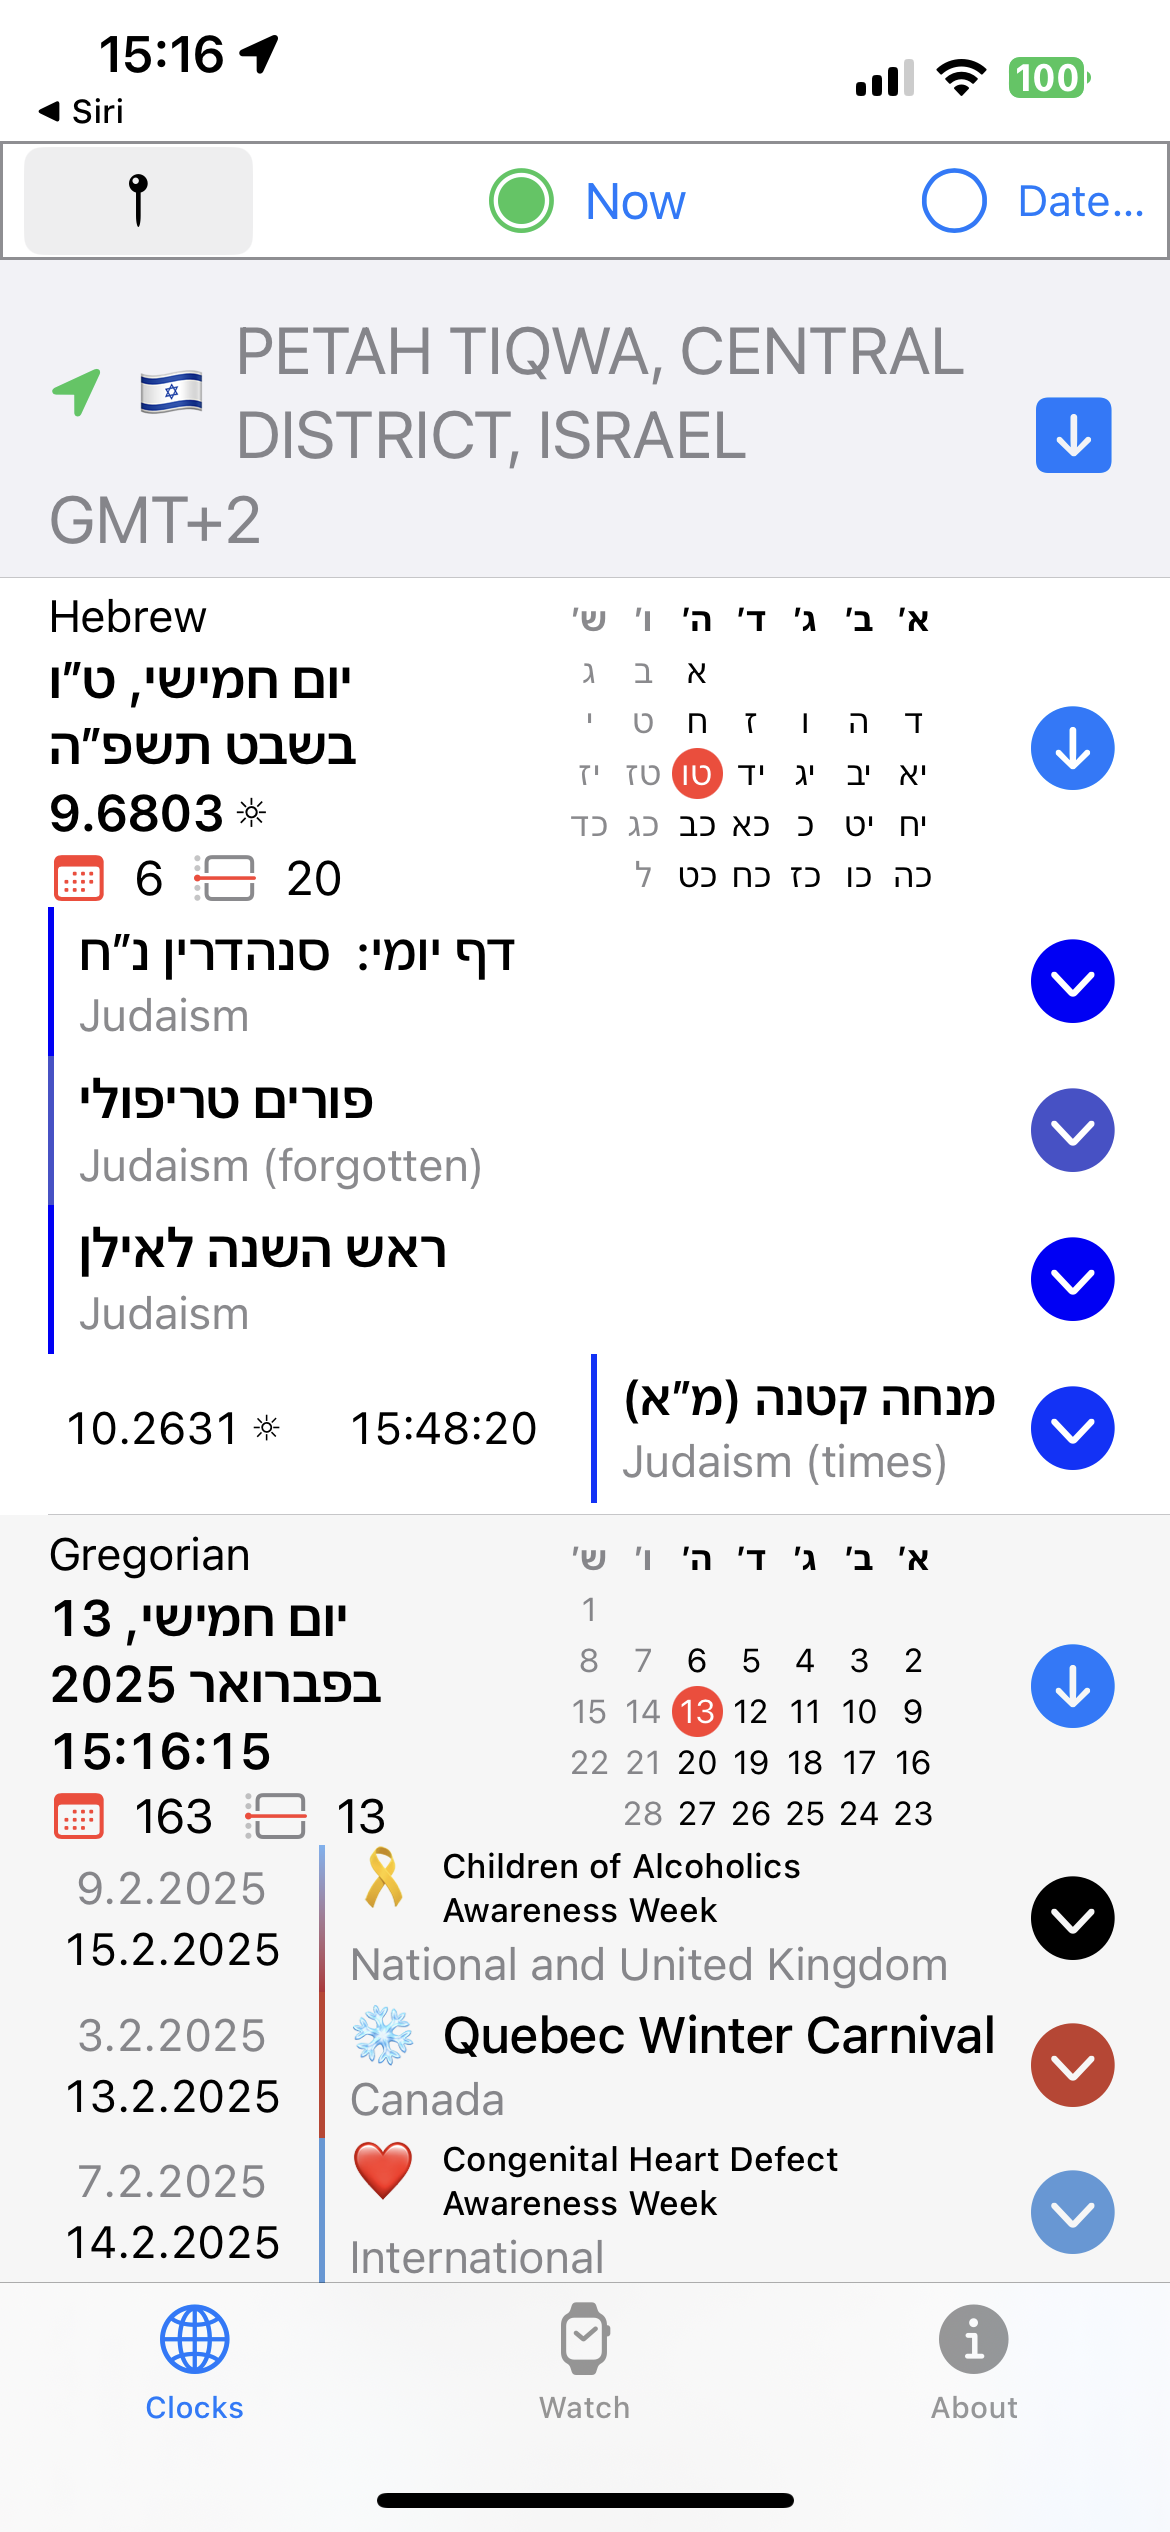 15:16
◀ Siri
100
Now
Date...
PETAH TIQWA, CENTRAL
DISTRICT, ISRAEL
GMT+2
Hebrew
יום חמישי, ט״ו
בשבט תשפ״ה
9.6803 ☼
6 20
א׳ ב׳ ג׳ ד׳ ה׳ ו׳ ש׳
א ב ג
ד ה ו ז ח ט י
יא יב יג יד טו טז יז
יח יט כ כא כב כג כד
כה כו כז כח כט ל
דף יומי: סנהדרין נ״ח
Judaism
פורים טריפולי
Judaism (forgotten)
ראש השנה לאילן
Judaism
10.2631 ☼ 15:48:20
מנחה קטנה (מ״א)
Judaism (times)
Gregorian
יום חמישי, 13
בפברואר 2025
15:16:15
163 13
א׳ ב׳ ג׳ ד׳ ה׳ ו׳ ש׳
1
2 3 4 5 6 7 8
9 10 11 12 13 14 15
16 17 18 19 20 21 22
23 24 25 26 27 28
9.2.2025
15.2.2025
Children of Alcoholics
Awareness Week
National and United Kingdom
3.2.2025
13.2.2025
Quebec Winter Carnival
Canada
7.2.2025
14.2.2025
Congenital Heart Defect
Awareness Week
International
Clocks
Watch
About